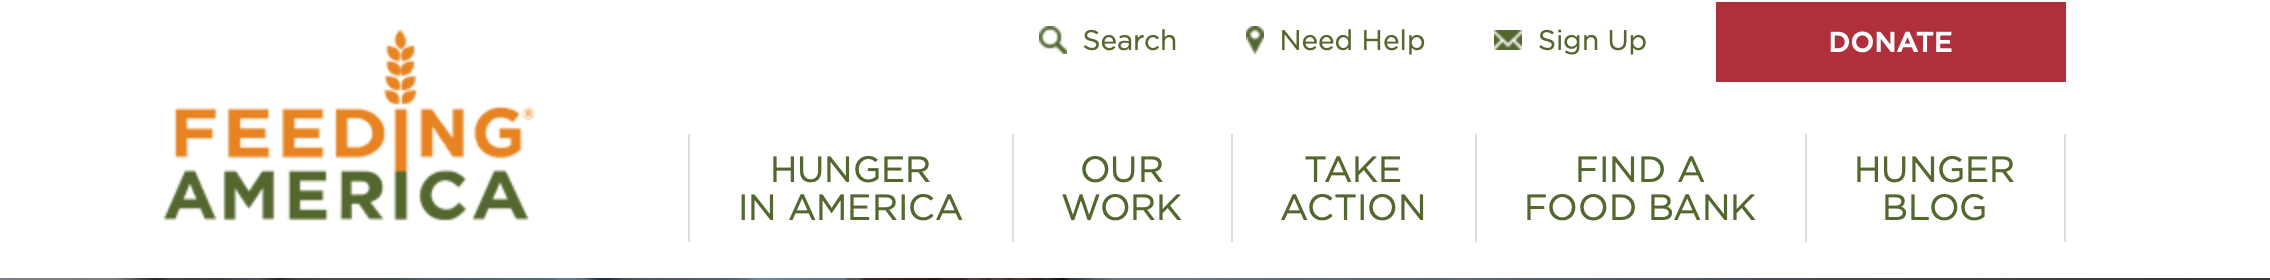 Search
Need Help
Sign Up
DONATE
FEEDING®
AMERICA
HUNGER
IN AMERICA
OUR
WORK
TAKE
ACTION
FIND A
FOOD BANK
HUNGER
BLOG